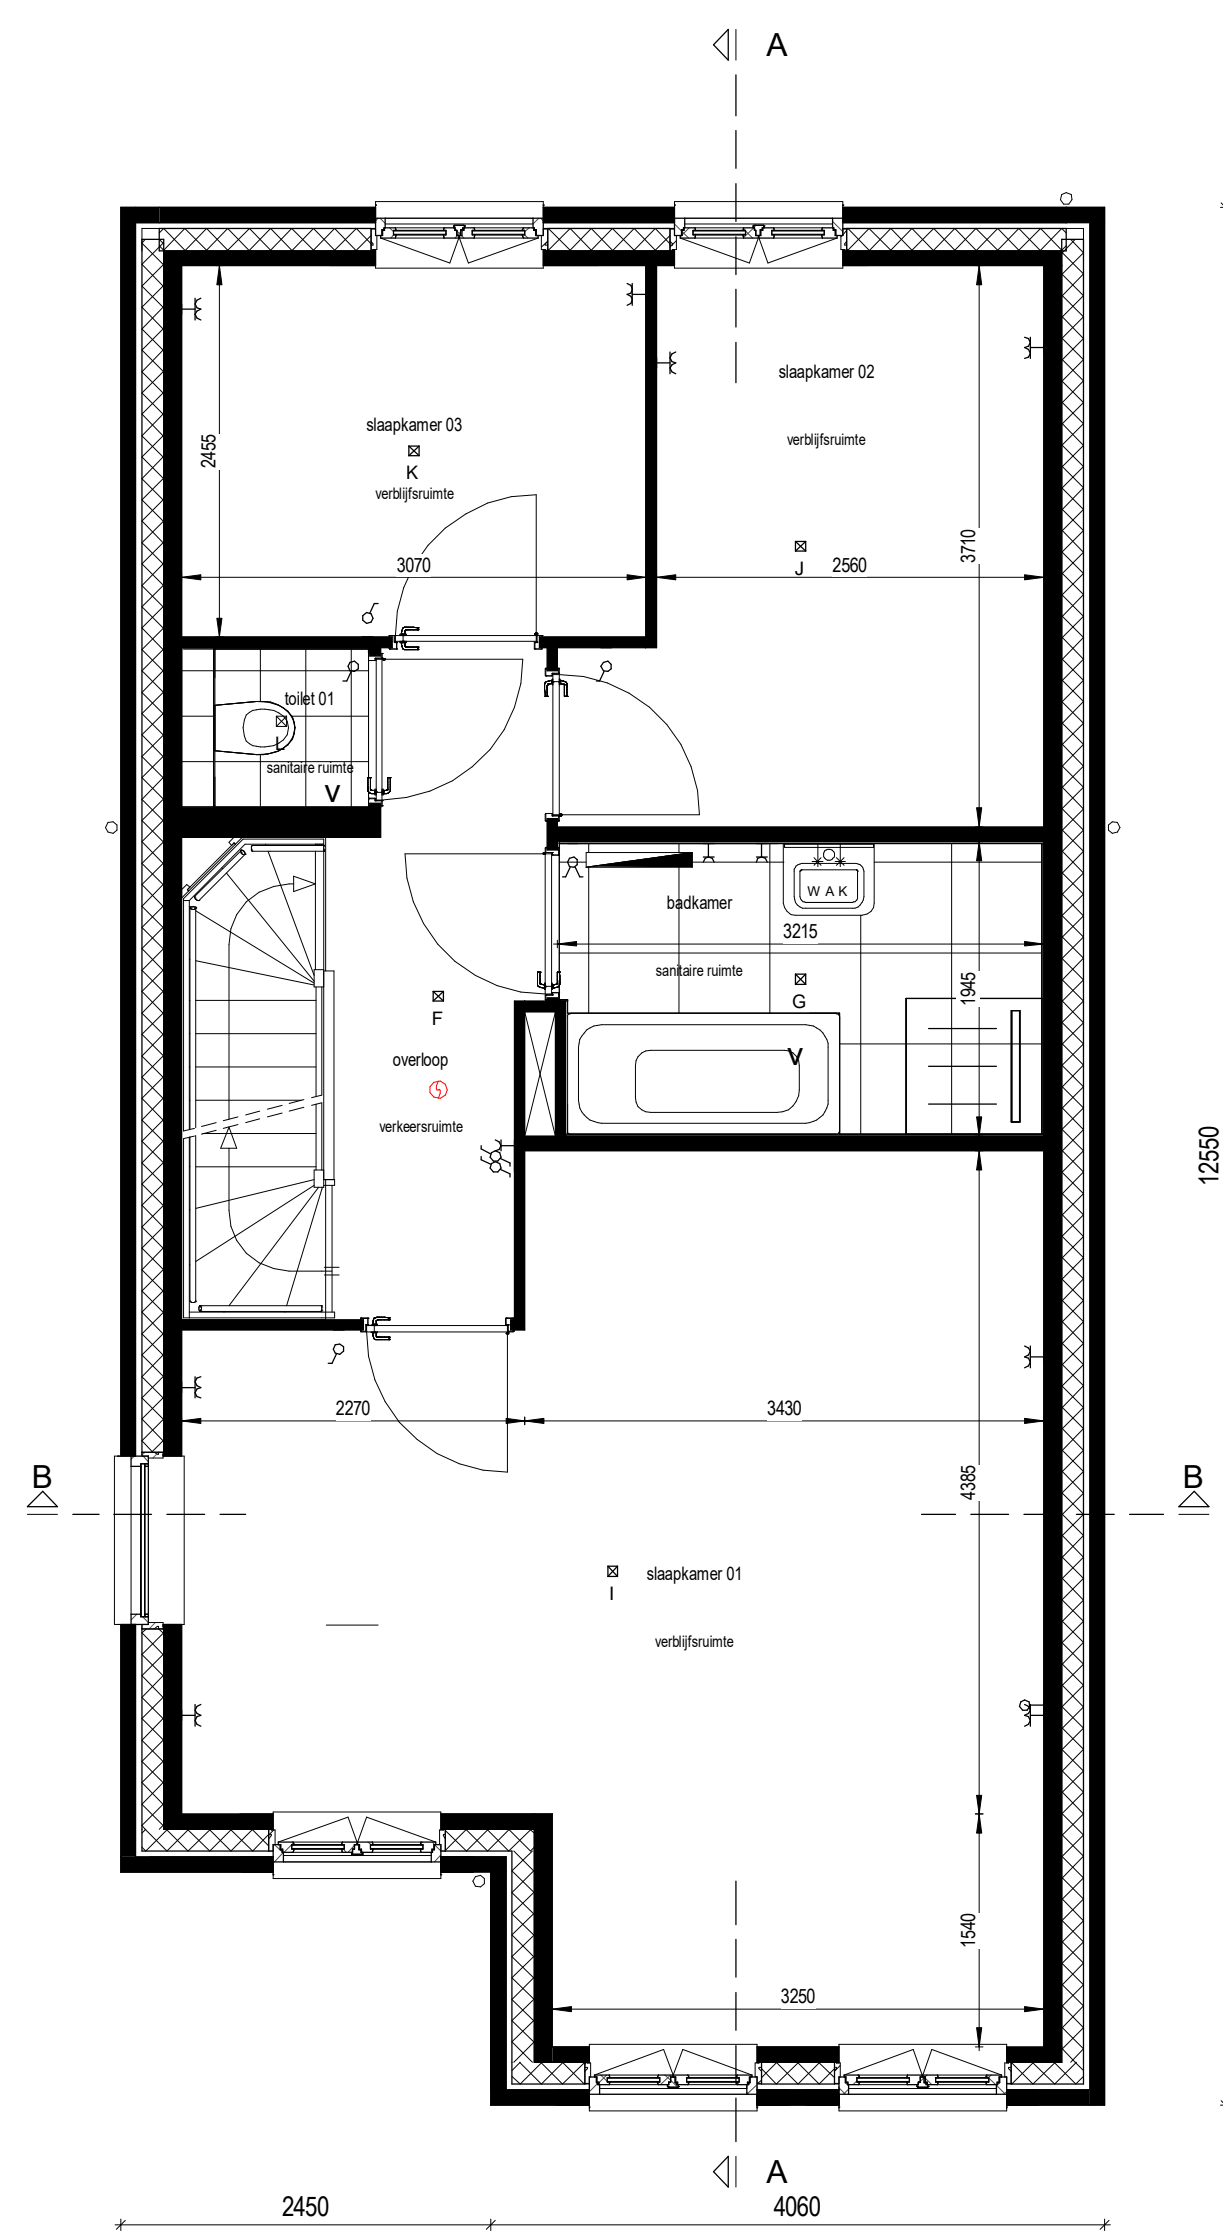 A
slaapkamer 02
verblijfsruimte
slaapkamer 03
K
verblijfsruimte
2455
3710
J
3070
2560
toilet 01
L
sanitaire ruimte
V
badkamer
WAK
3215
sanitaire ruimte
G
1945
F
overloop
V
verkeersruimte
12550
2270
3430
4385
B
B
slaapkamer 01
I
verblijfsruimte
1540
3250
A
2450
4060